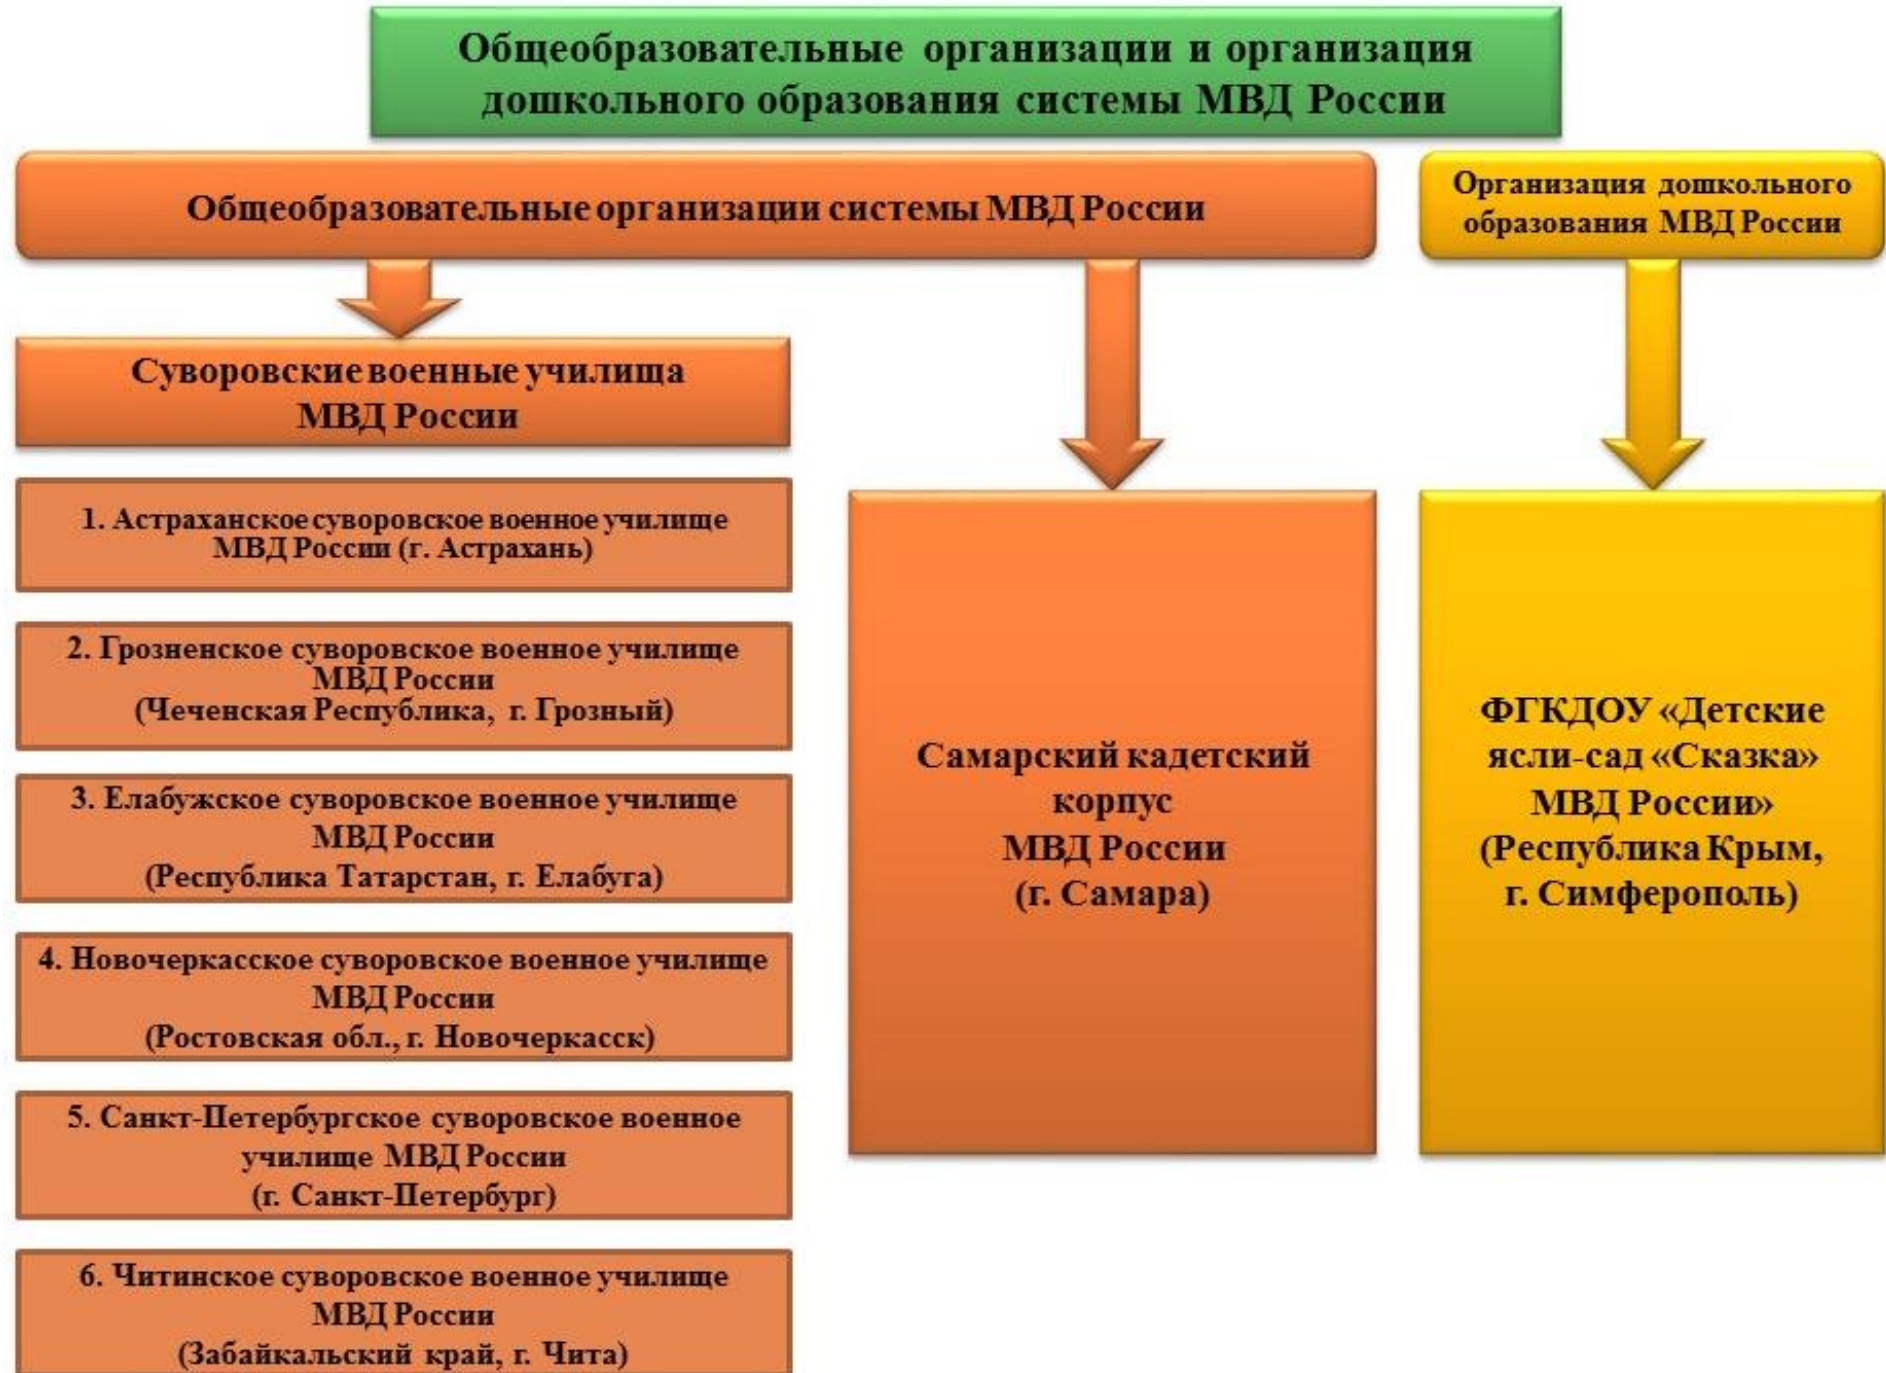 Общеобразовательные организации и организация
дошкольного образования системы МВД России
Общеобразовательные организации системы МВД России
Организация дошкольного
образования МВД России
Суворовские военные училища
МВД России
1. Астраханское суворовское военное училище
МВД России (г. Астрахань)
2. Грозненское суворовское военное училище
МВД России
(Чеченская Республика, г. Грозный)
3. Елабужское суворовское военное училище
МВД России
(Республика Татарстан, г. Елабуга)
4. Новочеркасское суворовское военное училище
МВД России
(Ростовская обл., г. Новочеркасск)
5. Санкт-Петербургское суворовское военное
училище МВД России
(г. Санкт-Петербург)
6. Читинское суворовское военное училище
МВД России
(Забайкальский край, г. Чита)
Самарский кадетский
корпус
МВД России
(г. Самара)
ФГКДОУ «Детские
ясли-сад «Сказка»
МВД России»
(Республика Крым,
г. Симферополь)